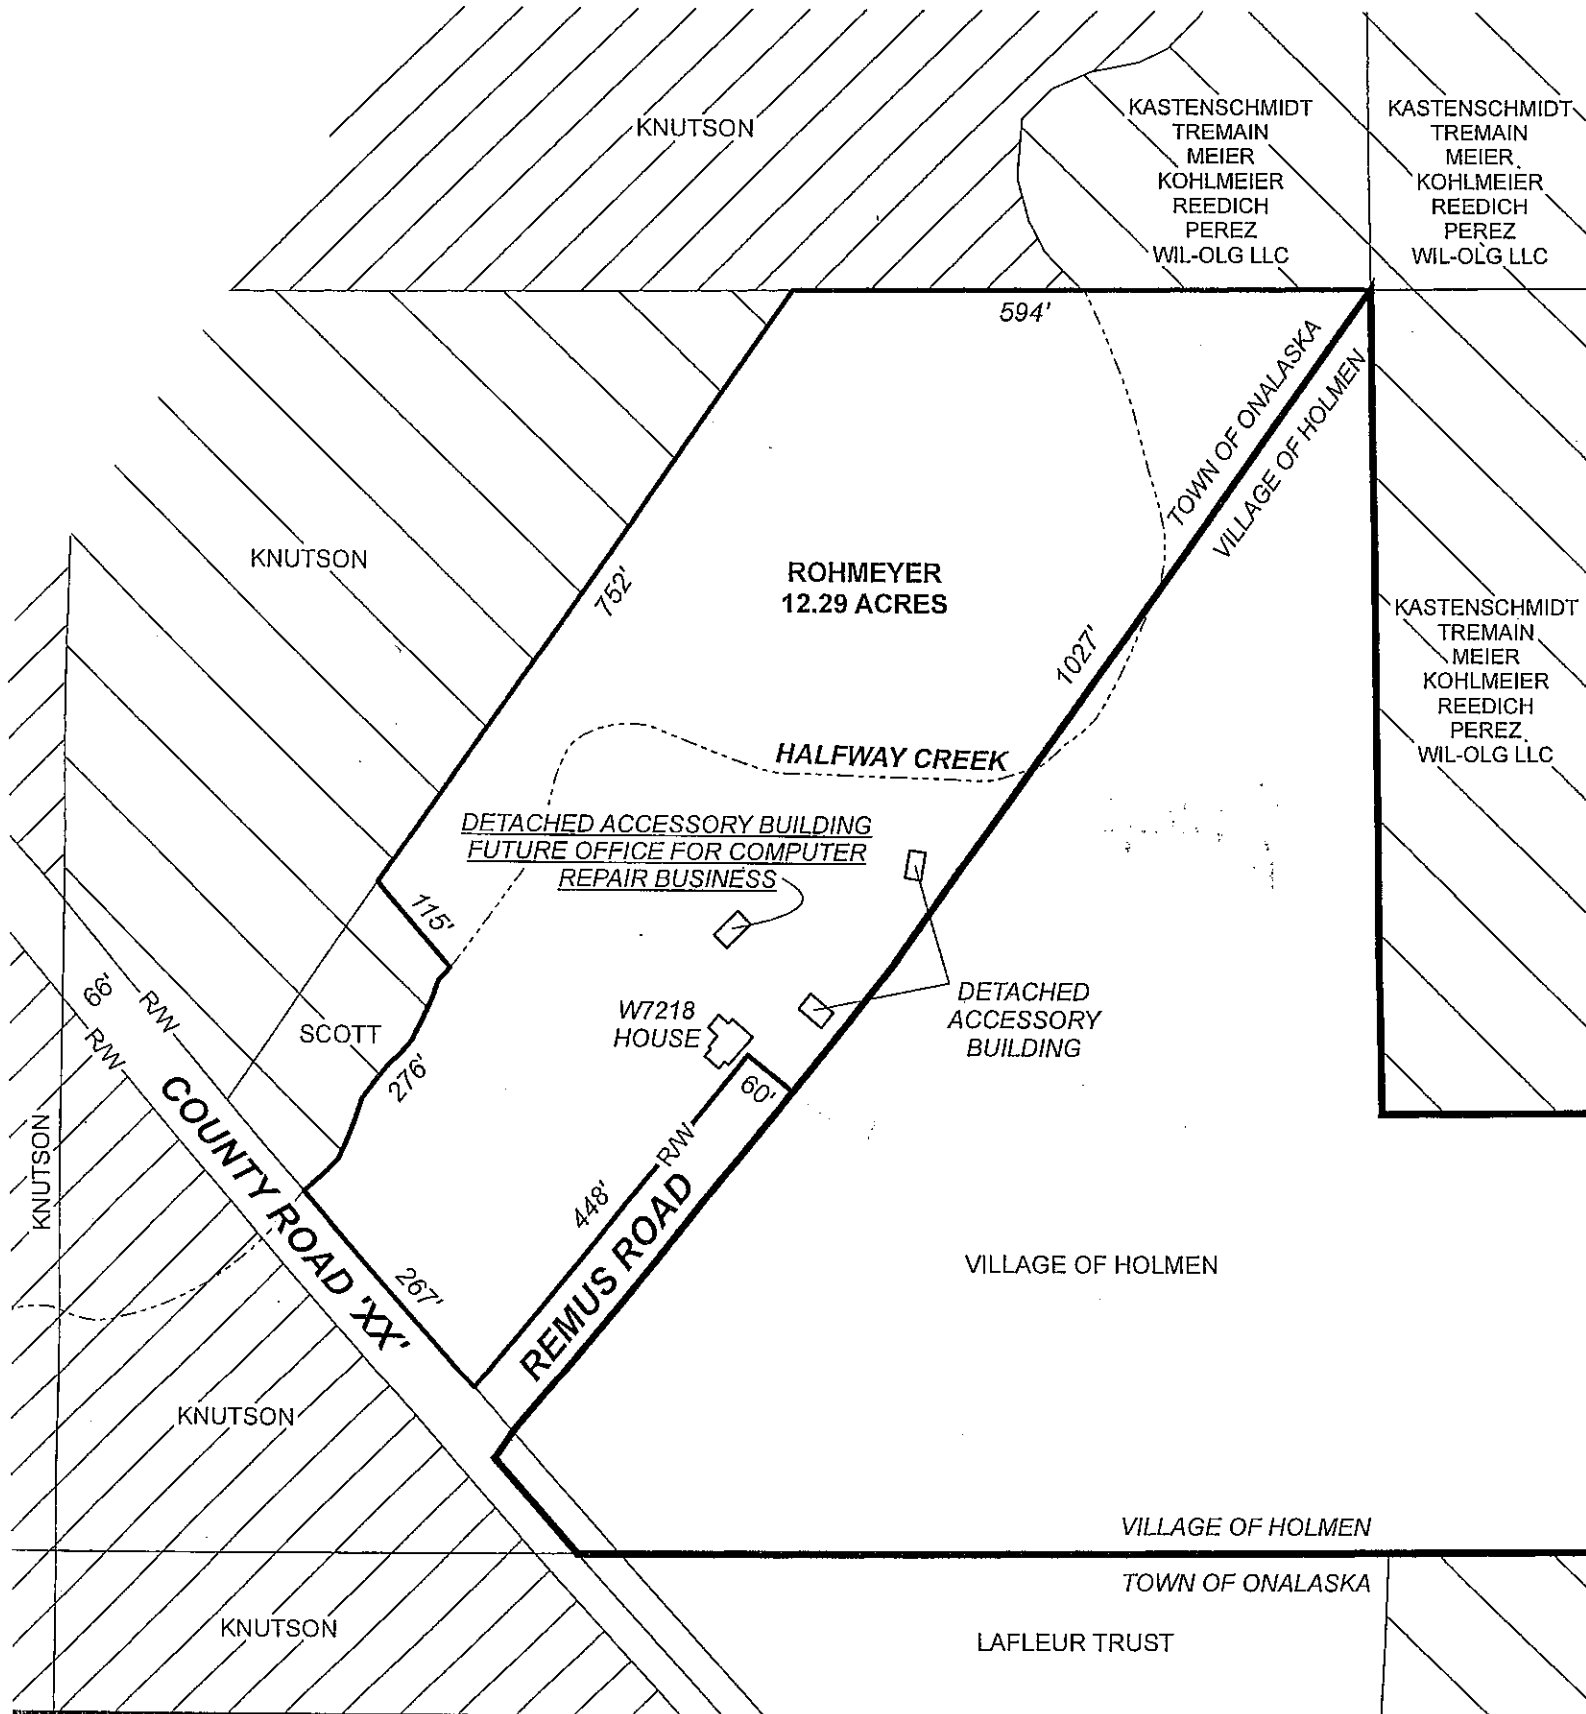 KNUTSON
KASTENSCHMIDT
TREMAIN
MEIER
KOHLMEIER
REEDICH
PEREZ
WIL-OLG LLC
KASTENSCHMIDT
TREMAIN
MEIER
KOHLMEIER
REEDICH
PEREZ
WIL-OLG LLC
594'
TOWN OF ONALASKA
VILLAGE OF HOLMEN
KNUTSON
752'
ROHMEYER
12.29 ACRES
1027'
KASTENSCHMIDT
TREMAIN
MEIER
KOHLMEIER
REEDICH
PEREZ
WIL-OLG LLC
HALFWAY CREEK
DETACHED ACCESSORY BUILDING
FUTURE OFFICE FOR COMPUTER
REPAIR BUSINESS
115'
66'
R/W
R/W
SCOTT
276'
W7218
HOUSE
DETACHED
ACCESSORY
BUILDING
60'
COUNTY ROAD 'XX'
KNUTSON
R/W
448'
REMUS ROAD
267'
VILLAGE OF HOLMEN
KNUTSON
VILLAGE OF HOLMEN
TOWN OF ONALASKA
KNUTSON
LAFLEUR TRUST